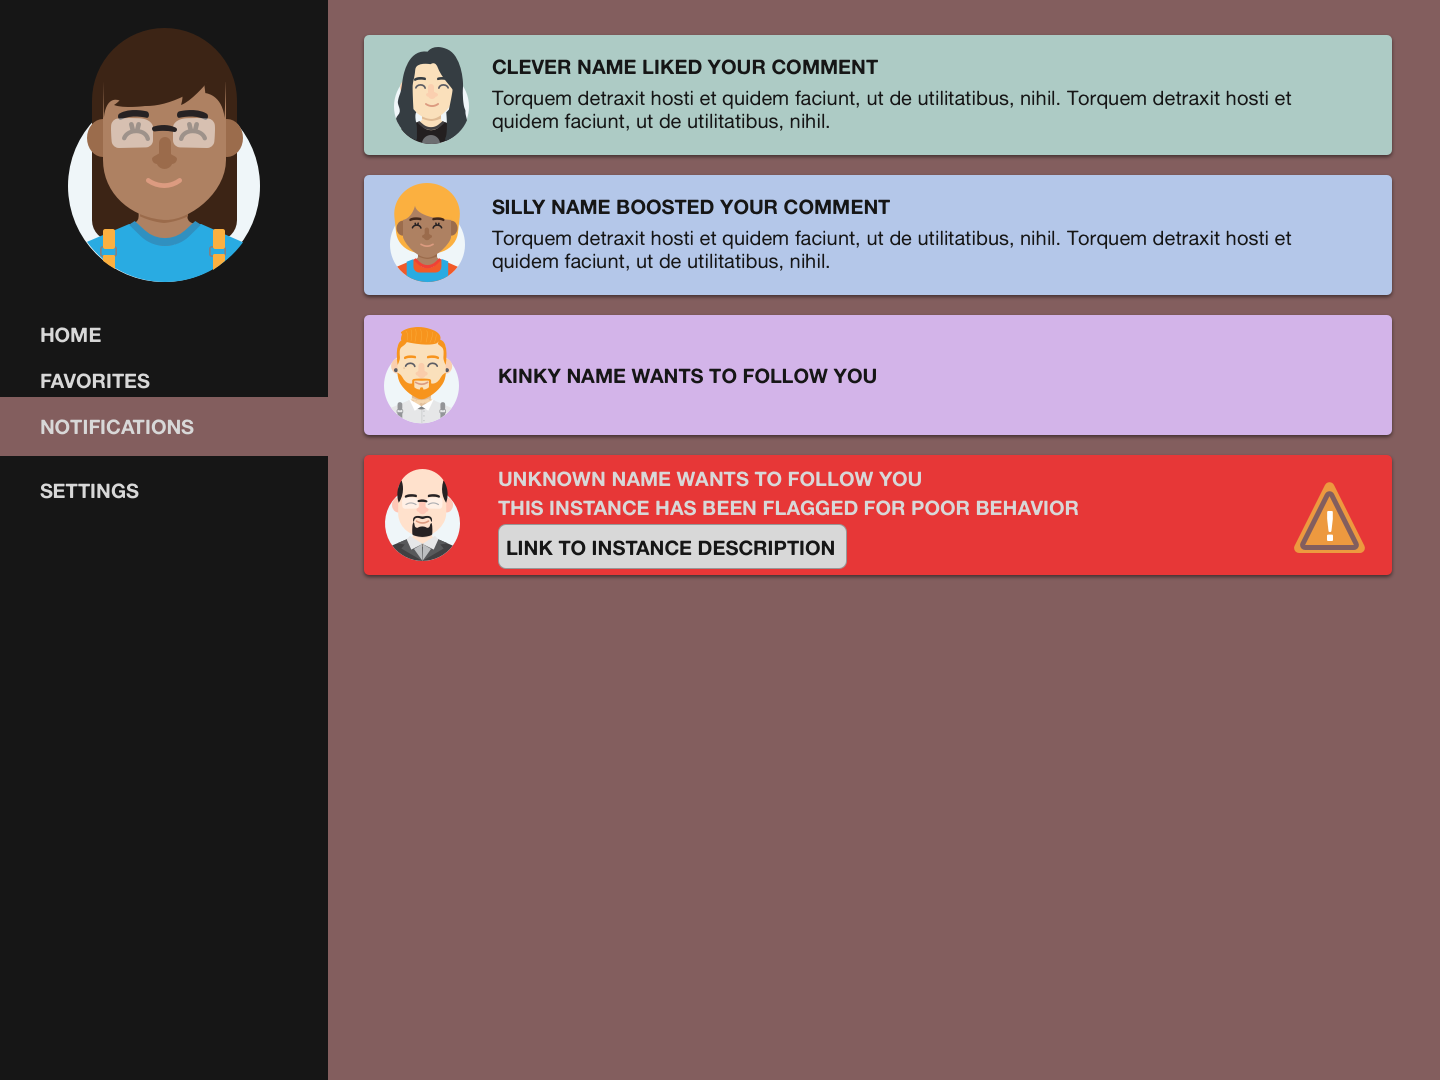 HOME
FAVORITES
NOTIFICATIONS
SETTINGS
CLEVER NAME LIKED YOUR COMMENT
Torquem detraxit hosti et quidem faciunt, ut de utilitatibus, nihil. Torquem detraxit hosti et
quidem faciunt, ut de utilitatibus, nihil.
SILLY NAME BOOSTED YOUR COMMENT
Torquem detraxit hosti et quidem faciunt, ut de utilitatibus, nihil. Torquem detraxit hosti et
quidem faciunt, ut de utilitatibus, nihil.
KINKY NAME WANTS TO FOLLOW YOU
UNKNOWN NAME WANTS TO FOLLOW YOU
THIS INSTANCE HAS BEEN FLAGGED FOR POOR BEHAVIOR
LINK TO INSTANCE DESCRIPTION
!